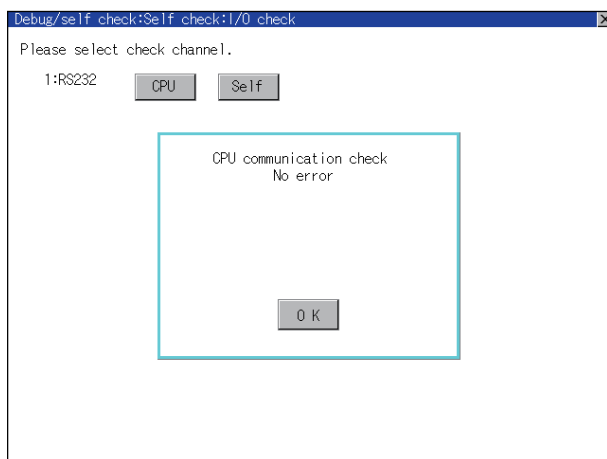 Debug/self check:Self check:I/O check
Please select check channel.
1:RS232 CPU Self
CPU communication check
No error
OK